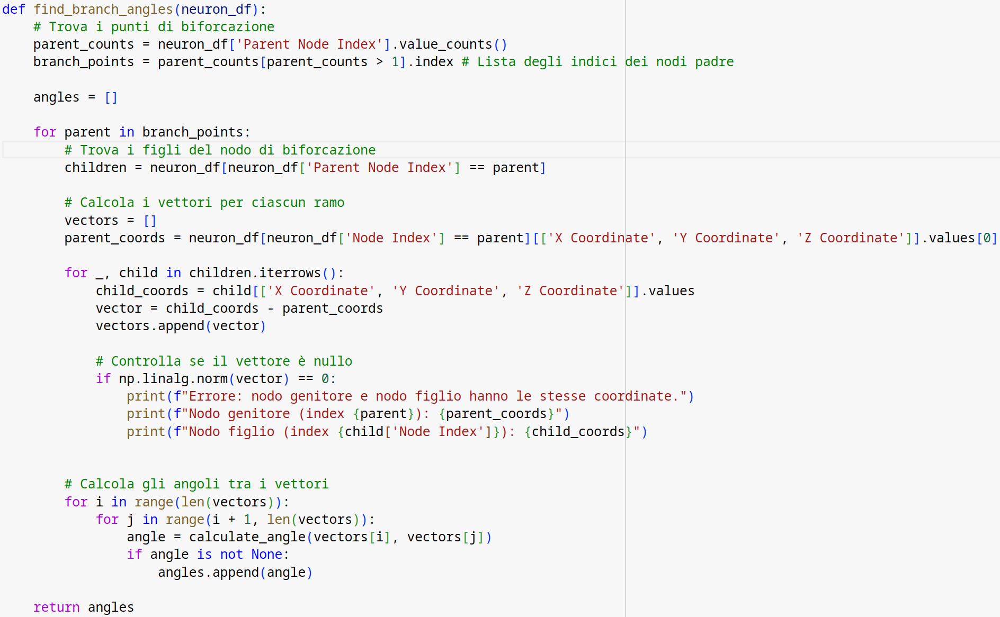 def find_branch_angles(neuron_df):
    # Trova i punti di biforcazione
    parent_counts = neuron_df['Parent Node Index'].value_counts()
    branch_points = parent_counts[parent_counts > 1].index # Lista degli indici dei nodi padre

    angles = []

    for parent in branch_points:
        # Trova i figli del nodo di biforcazione
        children = neuron_df[neuron_df['Parent Node Index'] == parent]

        # Calcola i vettori per ciascun ramo
        vectors = []
        parent_coords = neuron_df[neuron_df['Node Index'] == parent][['X Coordinate', 'Y Coordinate', 'Z Coordinate']].values[0]

        for _, child in children.iterrows():
            child_coords = child[['X Coordinate', 'Y Coordinate', 'Z Coordinate']].values
            vector = child_coords - parent_coords
            vectors.append(vector)

            # Controlla se il vettore è nullo
            if np.linalg.norm(vector) == 0:
                print(f"Errore: nodo genitore e nodo figlio hanno le stesse coordinate.")
                print(f"Nodo genitore (index {parent}): {parent_coords}")
                print(f"Nodo figlio (index {child['Node Index']}): {child_coords}")


        # Calcola gli angoli tra i vettori
        for i in range(len(vectors)):
            for j in range(i + 1, len(vectors)):
                angle = calculate_angle(vectors[i], vectors[j])
                if angle is not None:
                    angles.append(angle)

    return angles